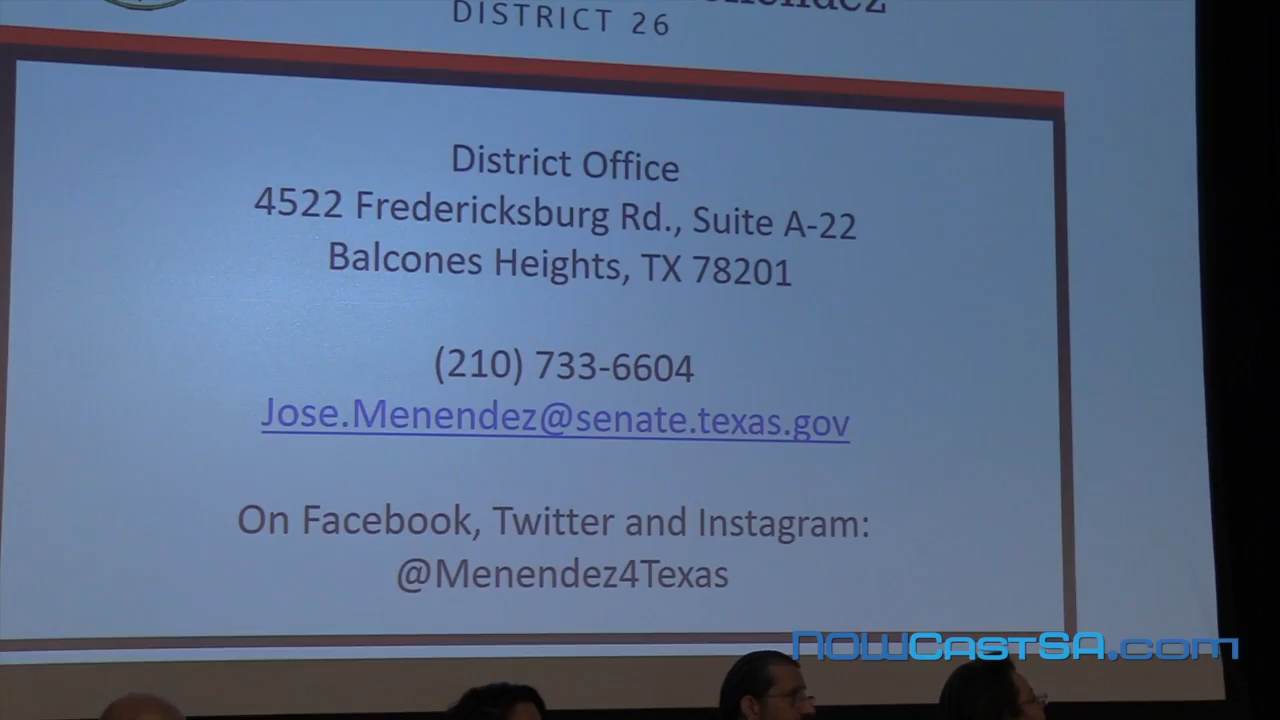 DISTRICT 26
District Office
4522 Fredericksburg Rd., Suite A-22
Balcones Heights, TX 78201
(210) 733-6604
Jose.Menendez@senate.texas.gov
On Facebook, Twitter and Instagram:
@Menendez4Texas
NOWCastSA.com